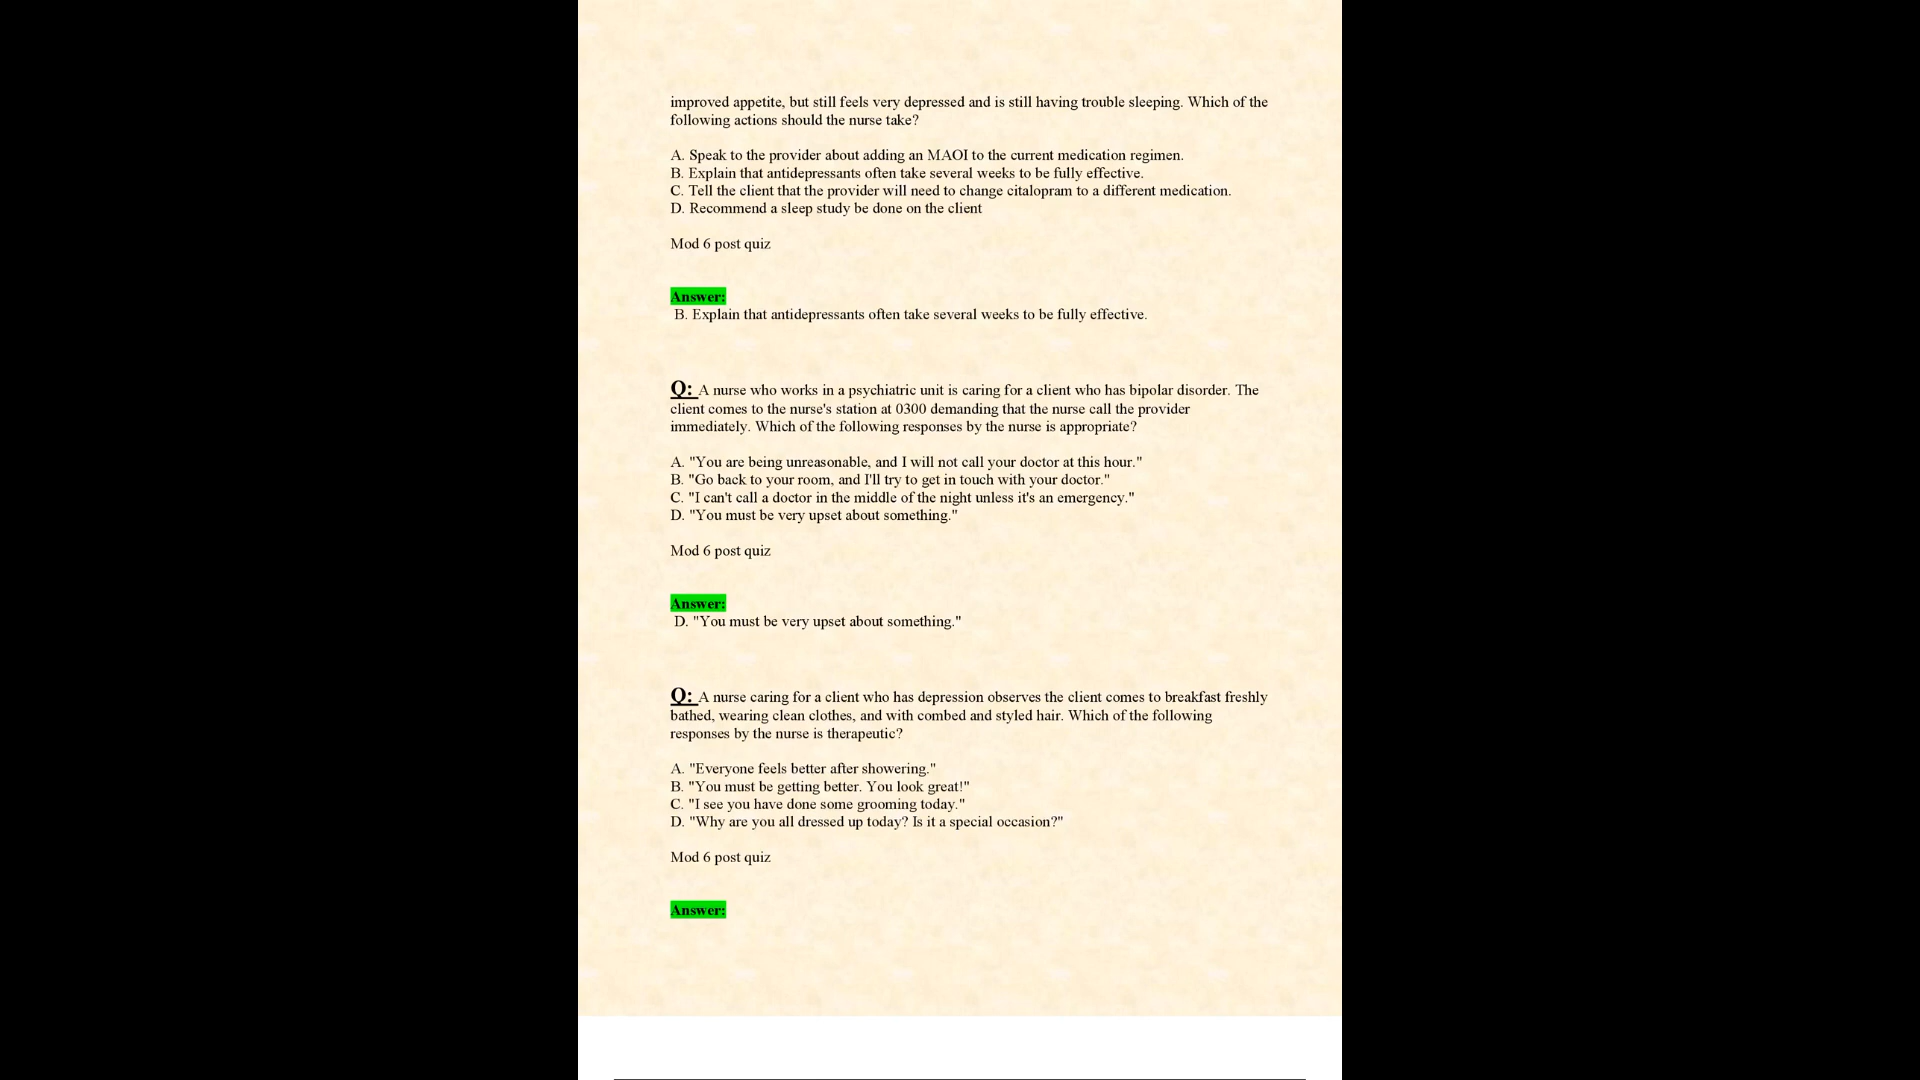 improved appetite, but still feels very depressed and is still having trouble sleeping. Which of the
following actions should the nurse take?
A. Speak to the provider about adding an MAOI to the current medication regimen.
B. Explain that antidepressants often take several weeks to be fully effective.
C. Tell the client that the provider will need to change citalopram to a different medication.
D. Recommend a sleep study be done on the client
Mod 6 post quiz
Answer:
B. Explain that antidepressants often take several weeks to be fully effective.
Q: A nurse who works in a psychiatric unit is caring for a client who has bipolar disorder. The
client comes to the nurse's station at 0300 demanding that the nurse call the provider
immediately. Which of the following responses by the nurse is appropriate?
A. "You are being unreasonable, and I will not call your doctor at this hour."
B. "Go back to your room, and I'll try to get in touch with your doctor."
C. "I can't call a doctor in the middle of the night unless it's an emergency."
D. "You must be very upset about something."
Mod 6 post quiz
Answer:
D. "You must be very upset about something."
Q: A nurse caring for a client who has depression observes the client comes to breakfast freshly
bathed, wearing clean clothes, and with combed and styled hair. Which of the following
responses by the nurse is therapeutic?
A. "Everyone feels better after showering."
B. "You must be getting better. You look great!"
C. "I see you have done some grooming today."
D. "Why are you all dressed up today? Is it a special occasion?"
Mod 6 post quiz
Answer: